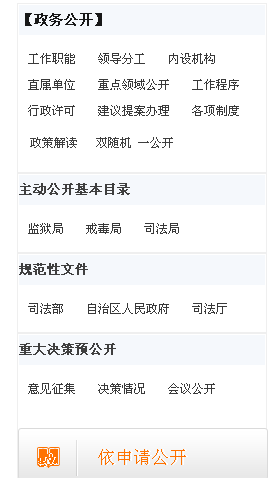 【政务公开】
工作职能 领导分工 内设机构
直属单位 重点领域公开 工作程序
行政许可 建议提案办理 各项制度
政策解读 双随机 一公开
主动公开基本目录
监狱局 戒毒局 司法局
规范性文件
司法部 自治区人民政府 司法厅
重大决策预公开
意见征集 决策情况 会议公开
依申请公开